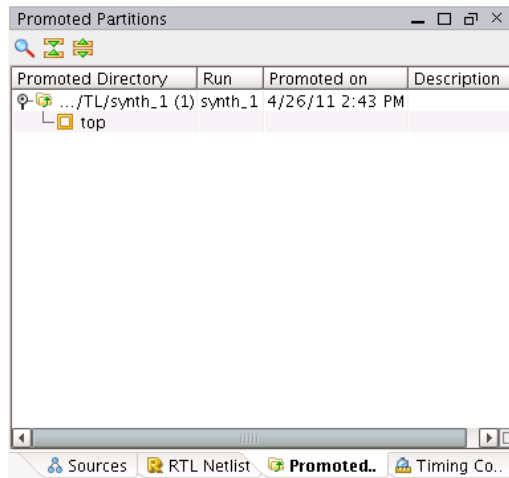 Promoted Partitions
Promoted Directory Run Promoted on Description
.../TL/synth_1 (1) synth_1 4/26/11 2:43 PM
top
Sources RTL Netlist Promoted.. Timing Co..